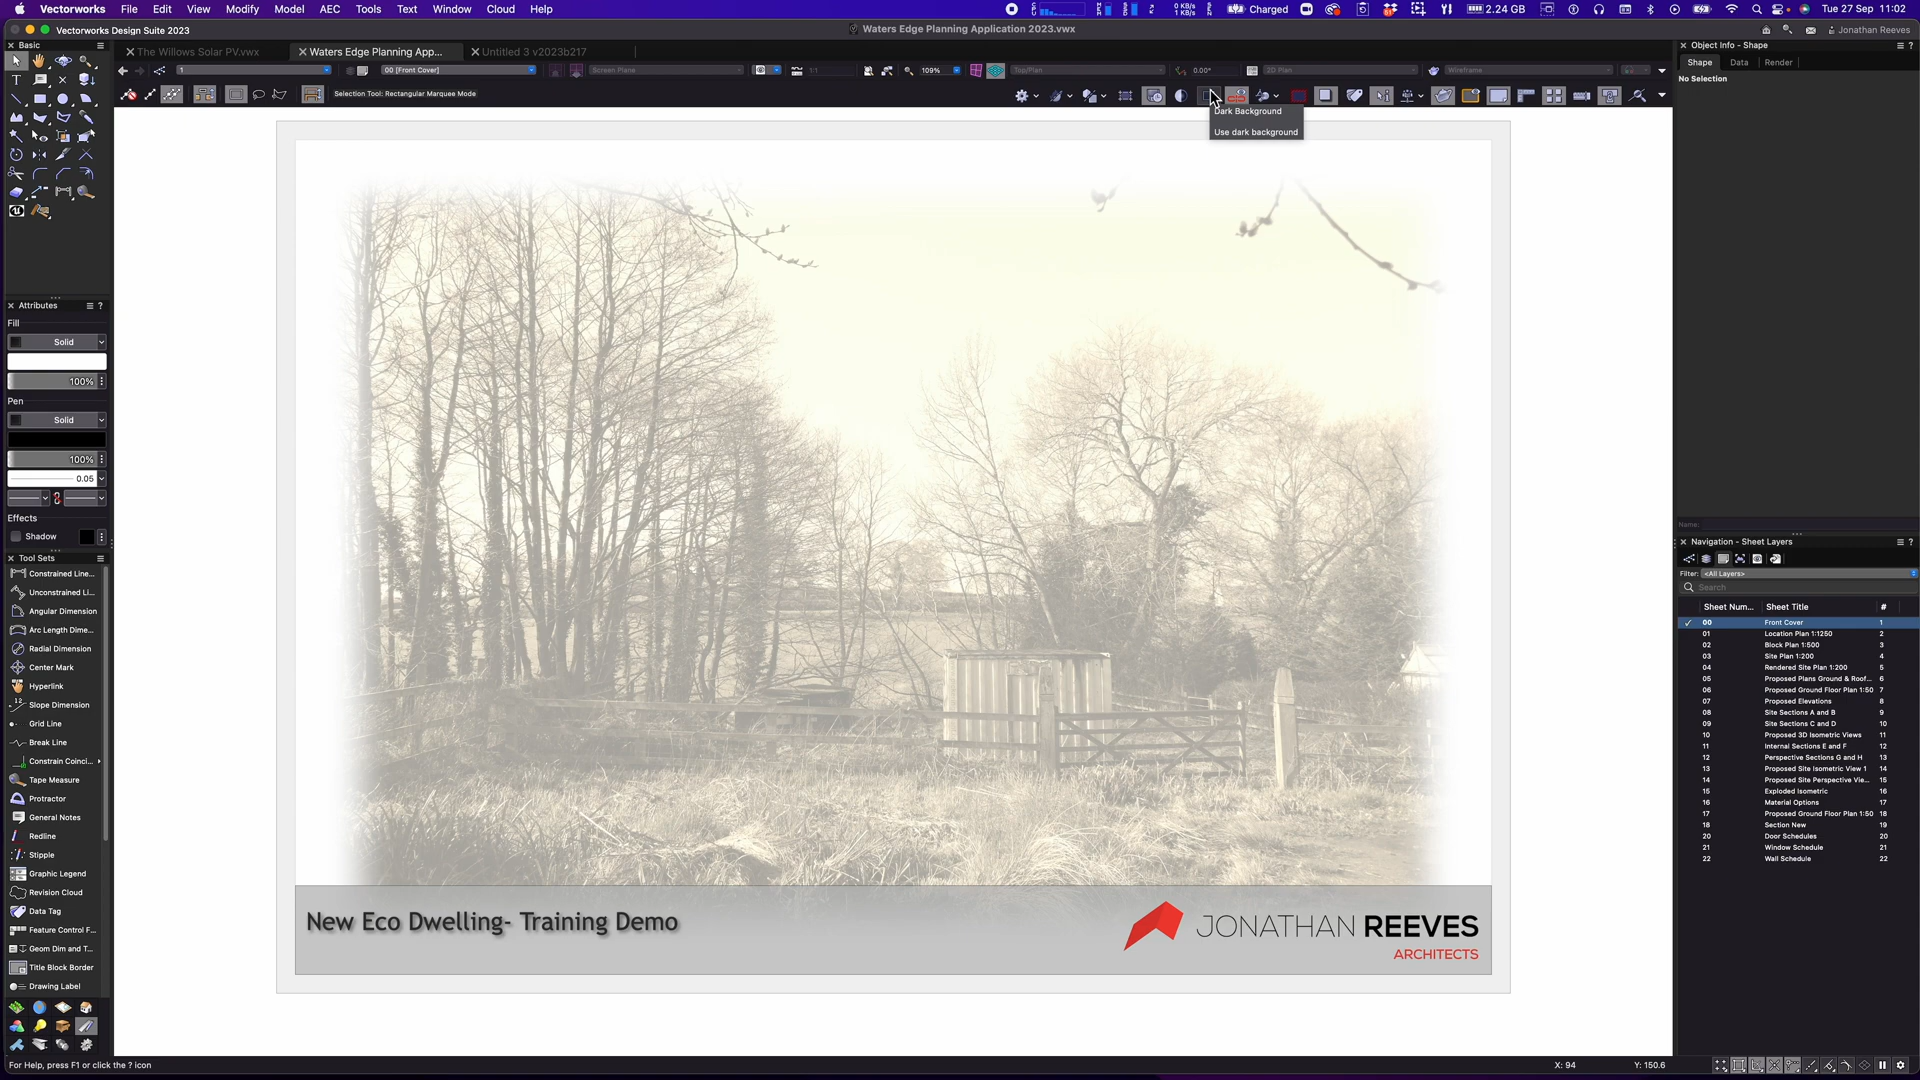 Vectorworks File Edit View Modify Model AEC Tools Text Window Cloud Help
0 KB/s
1 KB/s
Charged
2.24 GB
Tue 27 Sep 11:02
Vectorworks Design Suite 2023
Waters Edge Planning Application 2023.vwx
Jonathan Reeves
Basic
The Willows Solar PV.vwx
Waters Edge Planning App...
Untitled 3 v2023b217
1
00 [Front Cover]
Screen Plane
1/1
109%
Top/Plan
0.00°
2D Plan
Wireframe
Selection Tool: Rectangular Marquee Mode
Dark Background
Use dark background
Attributes
Fill
Solid
100%
Pen
Solid
100%
0.05
Effects
Shadow
Tool Sets
Constrained Line...
Unconstrained Li...
Angular Dimension
Arc Length Dime...
Radial Dimension
Center Mark
Hyperlink
Slope Dimension
Grid Line
Break Line
Constrain Coinci...
Tape Measure
Protractor
General Notes
Redline
Stipple
Graphic Legend
Revision Cloud
Data Tag
Feature Control F...
Geom Dim and T...
Title Block Border
Drawing Label
New Eco Dwelling- Training Demo
JONATHAN REEVES
ARCHITECTS
Object Info - Shape
Shape Data Render
No Selection
Name:
Navigation - Sheet Layers
Filter: <All Layers>
Search
Sheet Num... Sheet Title #
00 Front Cover 1
01 Location Plan 1:1250 2
02 Block Plan 1:500 3
03 Site Plan 1:200 4
04 Rendered Site Plan 1:200 5
05 Proposed Plans Ground & Roof... 6
06 Proposed Ground Floor Plan 1:50 7
07 Proposed Elevations 8
08 Site Sections A and B 9
09 Site Sections C and D 10
10 Proposed 3D Isometric Views 11
11 Internal Sections E and F 12
12 Perspective Sections G and H 13
13 Proposed Site Isometric View 1 14
14 Proposed Site Perspective Vie... 15
15 Exploded Isometric 16
16 Material Options 17
17 Proposed Ground Floor Plan 1:50 18
18 Section New 19
20 Door Schedules 20
21 Window Schedule 21
22 Wall Schedule 22
For Help, press F1 or click the ? icon
X: 94
Y: 150.6